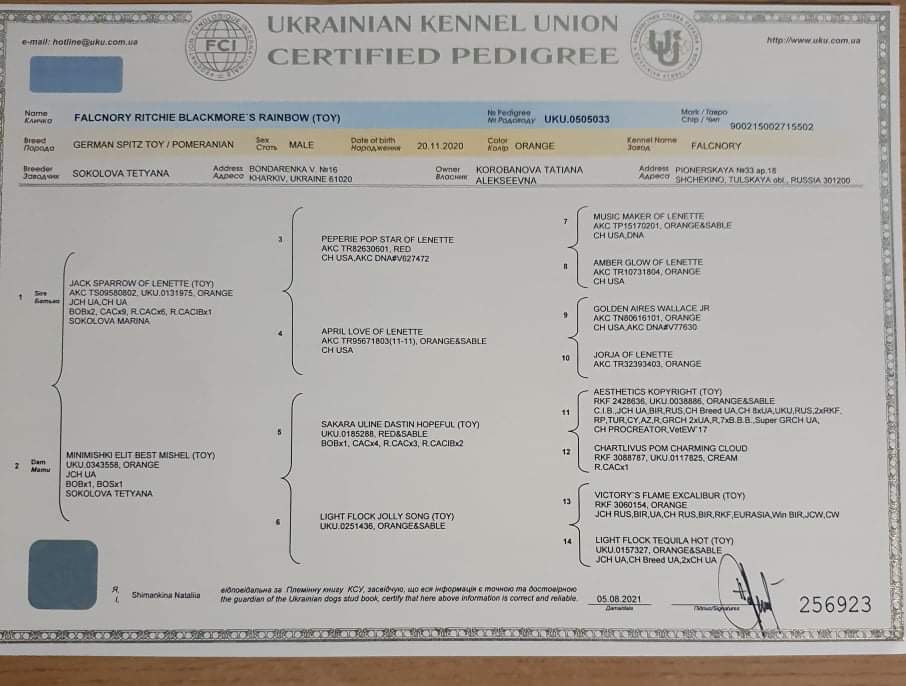 UKRAINIAN KENNEL UNION
CERTIFIED PEDIGREE
e-mail: hotline@uku.com.ua
FCI
http://www.uku.com.ua
Name FALCNORY RITCHIE BLACKMORE`S RAINBOW (TOY) № Pedigree UKU.0505033 Mark / Тавро
Кличка № Родоводу Chip / Чип 900215002715502
Breed GERMAN SPITZ TOY / POMERANIAN Sex MALE Date of birth 20.11.2020 Color ORANGE Kennel Name FALCNORY
Порода Стать Народження Колір Завод
Breeder SOKOLOVA TETYANA Address BONDARENKA V. №16 Owner KOROBANOVA TATIANA Address PIONERSKAYA №33 ap.18
Заводчик Адреса KHARKIV, UKRAINE 61020 Власник ALEKSEEVNA Адреса SHCHEKINO, TULSKAYA obl., RUSSIA 301200
1 Sire
Батько
JACK SPARROW OF LENETTE (TOY)
AKC TS09580802, UKU.0131975, ORANGE
JCH UA,CH UA
BOBx2, CACx9, R.CACx6, R.CACIBx1
SOKOLOVA MARINA
2 Dam
Мати
MINIMISHKI ELIT BEST MISHEL (TOY)
UKU.0343558, ORANGE
JCH UA
BOBx1, BOSx1
SOKOLOVA TETYANA
3
PEPERIE POP STAR OF LENETTE
AKC TR82630601, RED
CH USA,AKC DNA#V627472
4
APRIL LOVE OF LENETTE
AKC TR95671803(11-11), ORANGE&SABLE
CH USA
5
SAKARA ULINE DASTIN HOPEFUL (TOY)
UKU.0185288, RED&SABLE
BOBx1, CACx4, R.CACx3, R.CACIBx2
6
LIGHT FLOCK JOLLY SONG (TOY)
UKU.0251436, ORANGE&SABLE
7
MUSIC MAKER OF LENETTE
AKC TP15170201, ORANGE&SABLE
CH USA,DNA
8
AMBER GLOW OF LENETTE
AKC TR10731804, ORANGE
CH USA
9
GOLDEN AIRES WALLACE JR
AKC TN80616101, ORANGE
CH USA,AKC DNA#V77630
10
JORJA OF LENETTE
AKC TR32393403, ORANGE
11
AESTHETICS KOPYRIGHT (TOY)
RKF 2428636, UKU.0038886, ORANGE&SABLE
C.I.B.,JCH UA,BIR,RUS,CH Breed UA,CH 8xUA,UKU,RUS,2xRKF,
RP,TUR,CY,AZ,R,GRCH 2xUA,R,7xB.B.B.,Super GRCH UA,
CH PROCREATOR,VetEW'17
12
CHARTLIVUS POM CHARMING CLOUD
RKF 3088787, UKU.0117825, CREAM
R.CACx1
13
VICTORY`S FLAME EXCALIBUR (TOY)
RKF 3060154, ORANGE
JCH RUS,BIR,UA,CH RUS,BIR,RKF,EURASIA,Win BIR,JCW,CW
14
LIGHT FLOCK TEQUILA HOT (TOY)
UKU.0157327, ORANGE&SABLE
JCH UA,CH Breed UA,2xCH UA
Я, Shimankina Nataliia відповідальна за Племінну книгу КСУ, засвідчую, що вся інформація є точною та достовірною
I, the guardian of the Ukrainian dogs stud book, certify that here above information is correct and reliable.
05.08.2021
Дата/date
Підпис/Signatures
256923